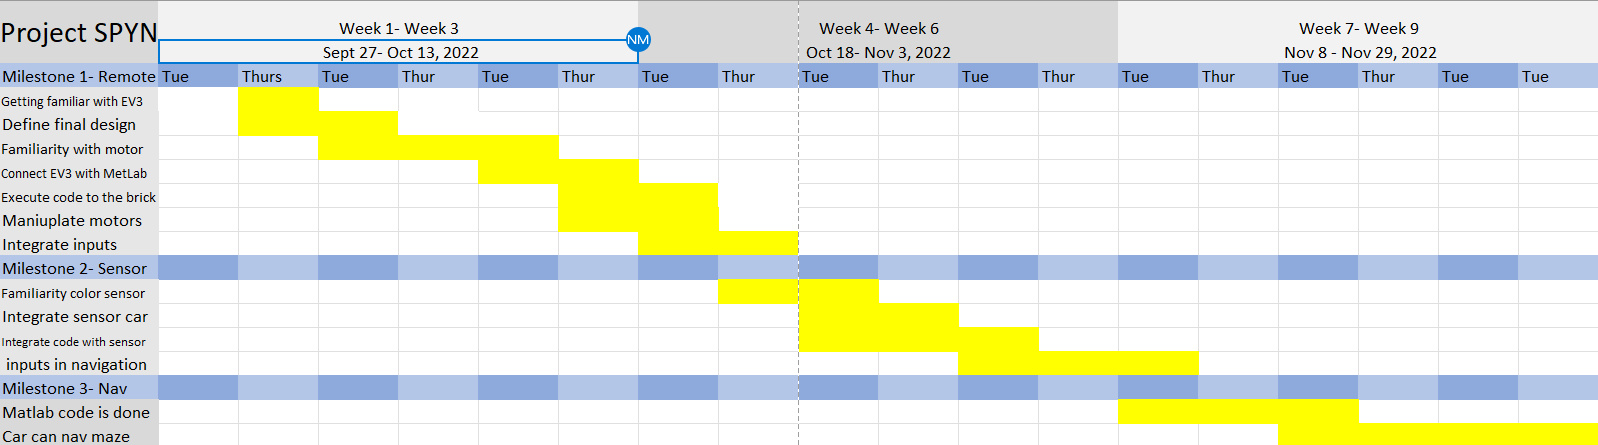 Project SPYN
Week 1- Week 3
Week 4- Week 6
Week 7- Week 9
NM
Sept 27- Oct 13, 2022
Oct 18- Nov 3, 2022
Nov 8 - Nov 29, 2022
Milestone 1- Remote Tue Thurs Tue Thur Tue Thur Tue Thur Tue Thur Tue Thur Tue Thur Tue Thur Tue Tue
Getting familiar with EV3
Define final design
Familiarity with motor
Connect EV3 with MetLab
Execute code to the brick
Maniuplate motors
Integrate inputs
Milestone 2- Sensor
Familiarity color sensor
Integrate sensor car
Integrate code with sensor
inputs in navigation
Milestone 3- Nav
Matlab code is done
Car can nav maze